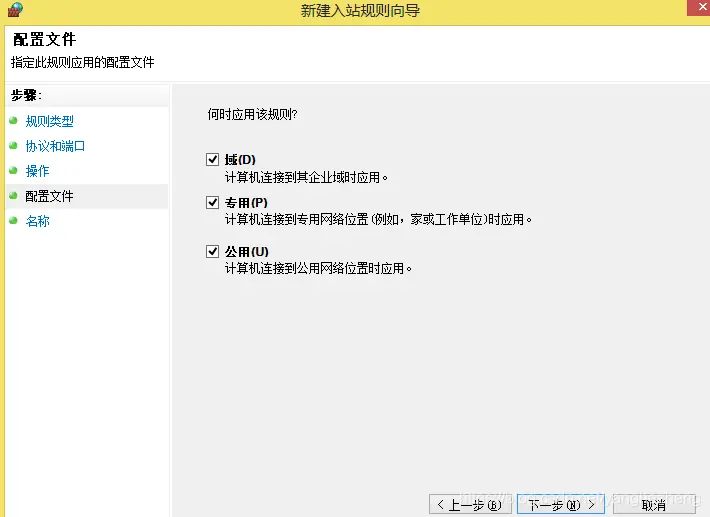 新建入站规则向导
配置文件
指定此规则应用的配置文件
步骤:
规则类型
协议和端口
操作
配置文件
名称
何时应用该规则?
域(D)
计算机连接到其企业域时应用。
专用(P)
计算机连接到专用网络位置(例如，家或工作单位)时应用。
公用(U)
计算机连接到公用网络位置时应用。
< 上一步(B)
下一步(N) >
取消